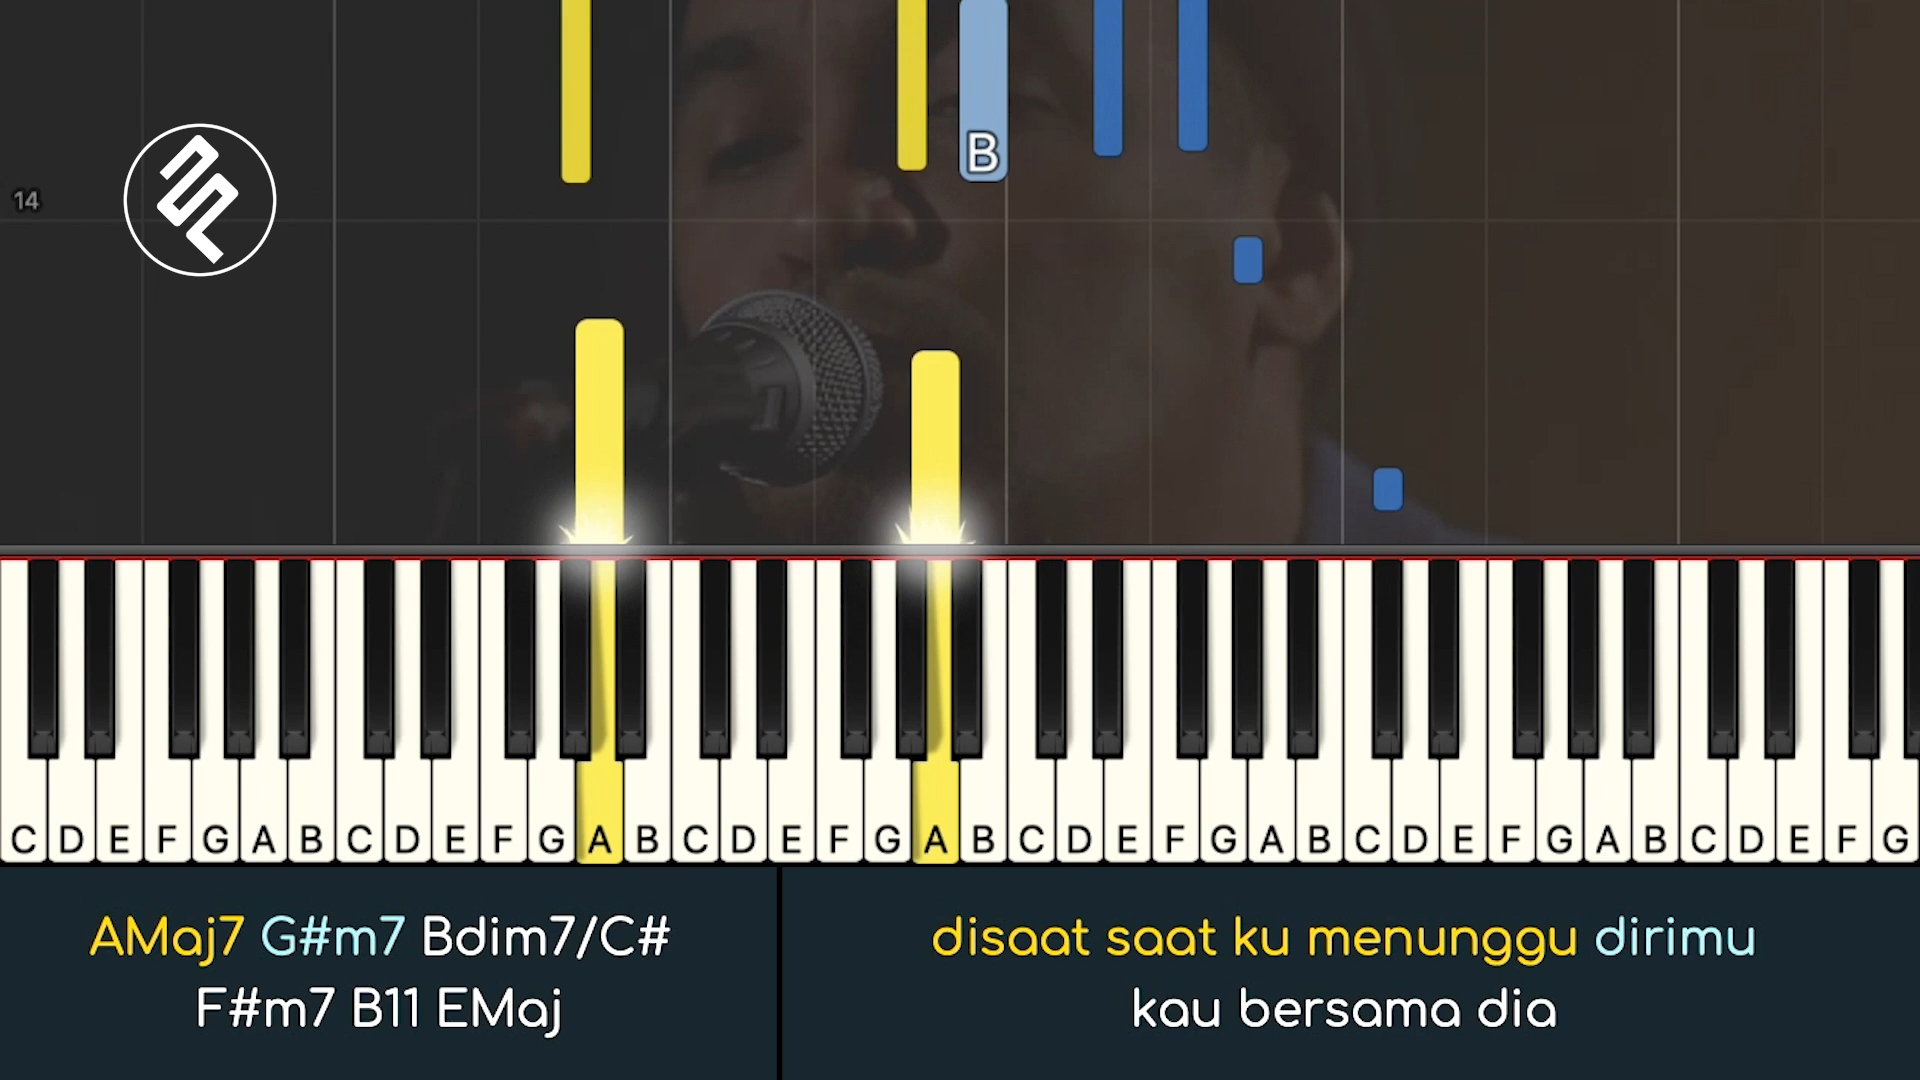 B
14
C D E F G A B C D E F G A B C D E F G A B C D E F G A B C D E F G A B C D E F G
AMaj7 G#m7 Bdim7/C#
F#m7 B11 EMaj
disaat saat ku menunggu dirimu
kau bersama dia